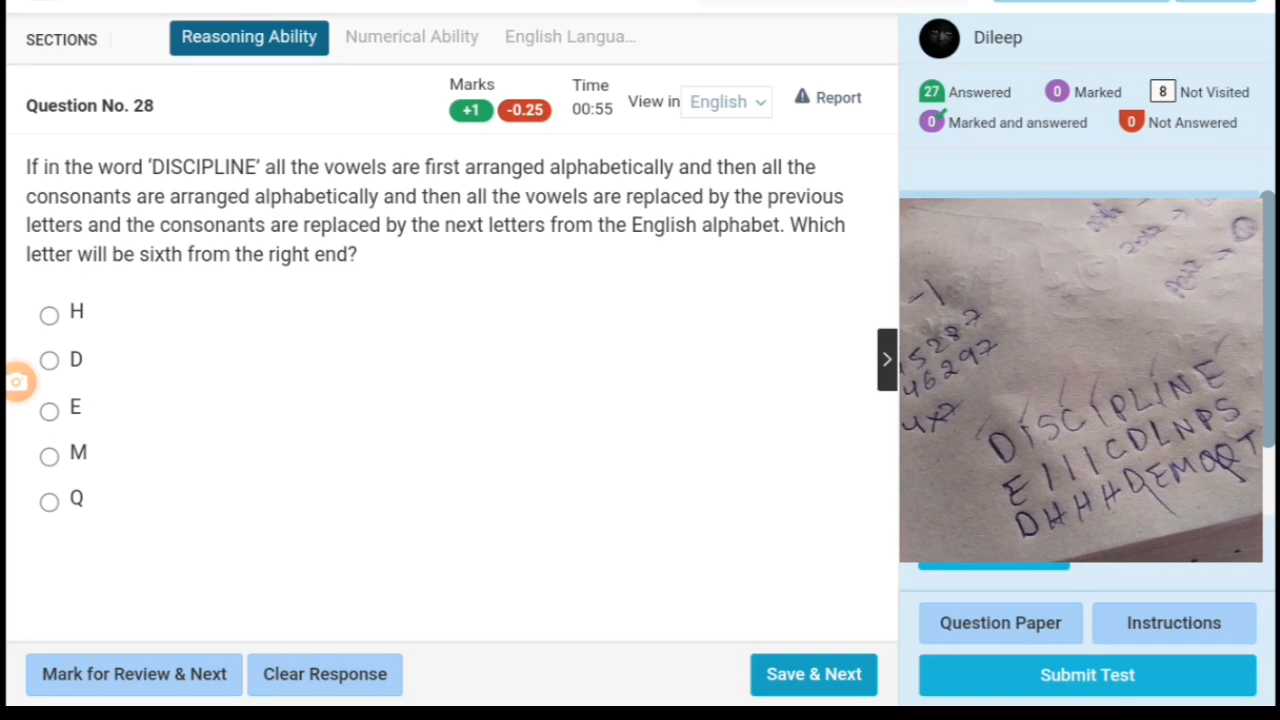 SECTIONS
Reasoning Ability
Numerical Ability
English Langua...
Dileep
Question No. 28
Marks
+1
-0.25
Time
00:55
View in
English
Report
27 Answered
0 Marked
8 Not Visited
0 Marked and answered
0 Not Answered
If in the word ‘DISCIPLINE’ all the vowels are first arranged alphabetically and then all the
consonants are arranged alphabetically and then all the vowels are replaced by the previous
letters and the consonants are replaced by the next letters from the English alphabet. Which
letter will be sixth from the right end?
H
D
E
M
Q
-1
15287
46297
4x7
DISCIPLINE
EIIICDLNPS
DHHHDEMOQT
Mark for Review & Next
Clear Response
Save & Next
Question Paper
Instructions
Submit Test